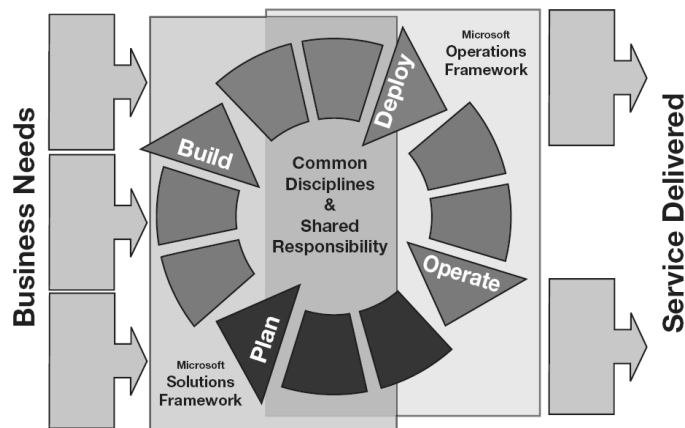 Business Needs
Microsoft
Operations
Framework
Deploy
Build
Common
Disciplines
&
Shared
Responsibility
Operate
Plan
Microsoft
Solutions
Framework
Service Delivered